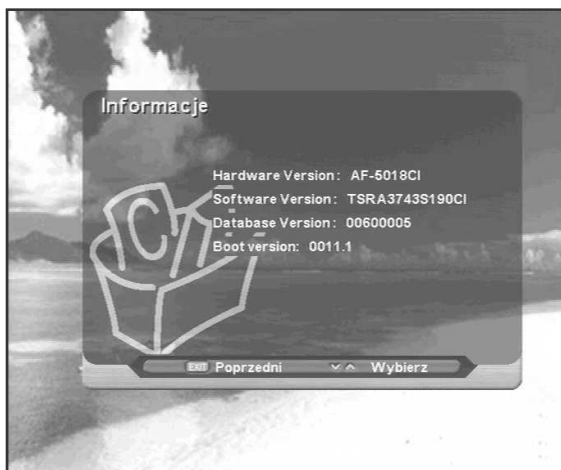 Informacje
Hardware Version: AF-5018CI
Software Version: TSRA3743S190CI
Database Version: 00600005
Boot version: 0011.1
EXIT Poprzedni Wybierz